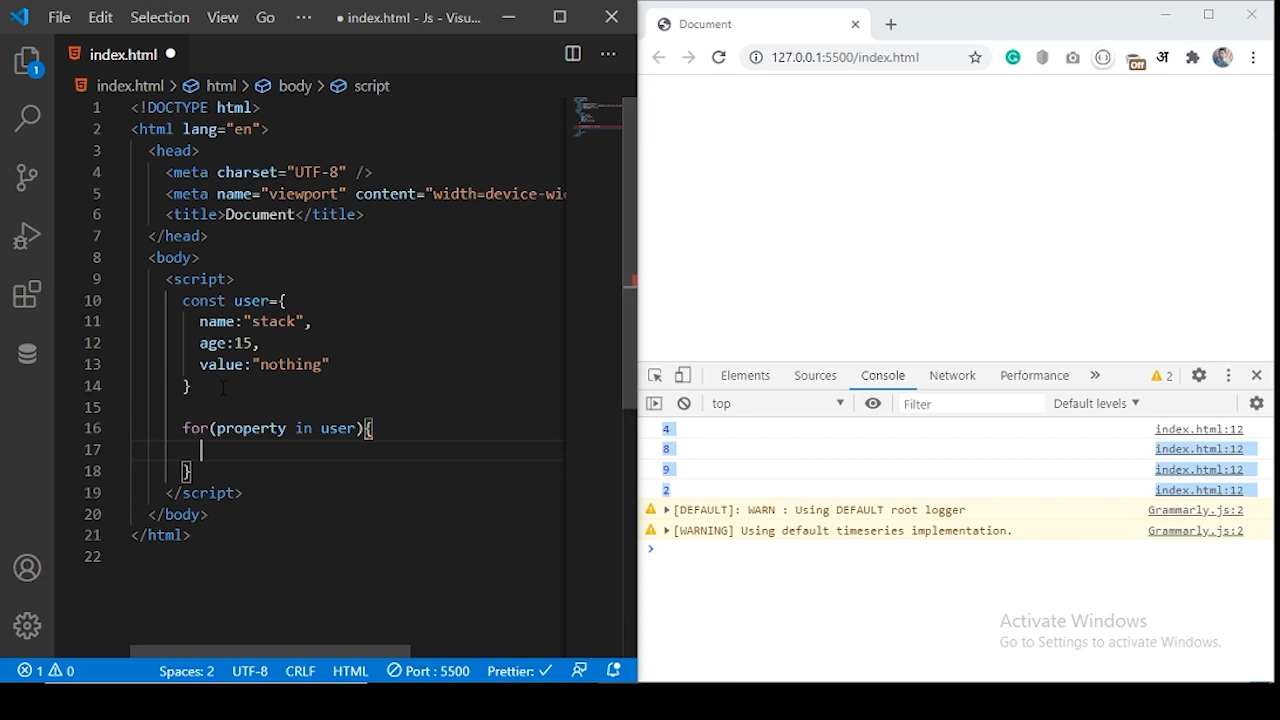 File Edit Selection View Go ··· ● index.html - Js - Visu...
index.html ●
index.html > html > body > script
1 <!DOCTYPE html>
2 <html lang="en">
3 <head>
4 <meta charset="UTF-8" />
5 <meta name="viewport" content="width=device-wi
6 <title>Document</title>
7 </head>
8 <body>
9 <script>
10 const user={
11 name:"stack",
12 age:15,
13 value:"nothing"
14 }
15
16 for(property in user){
17
18 }
19 </script>
20 </body>
21 </html>
22
1
1 0 Spaces: 2 UTF-8 CRLF HTML Port : 5500 Prettier: ✓
Document
127.0.0.1:5500/index.html
Off अ
Elements Sources Console Network Performance » 2
top Filter Default levels
4 index.html:12
8 index.html:12
9 index.html:12
2 index.html:12
[DEFAULT]: WARN : Using DEFAULT root logger Grammarly.js:2
[WARNING] Using default timeseries implementation. Grammarly.js:2
>
Activate Windows
Go to Settings to activate Windows.